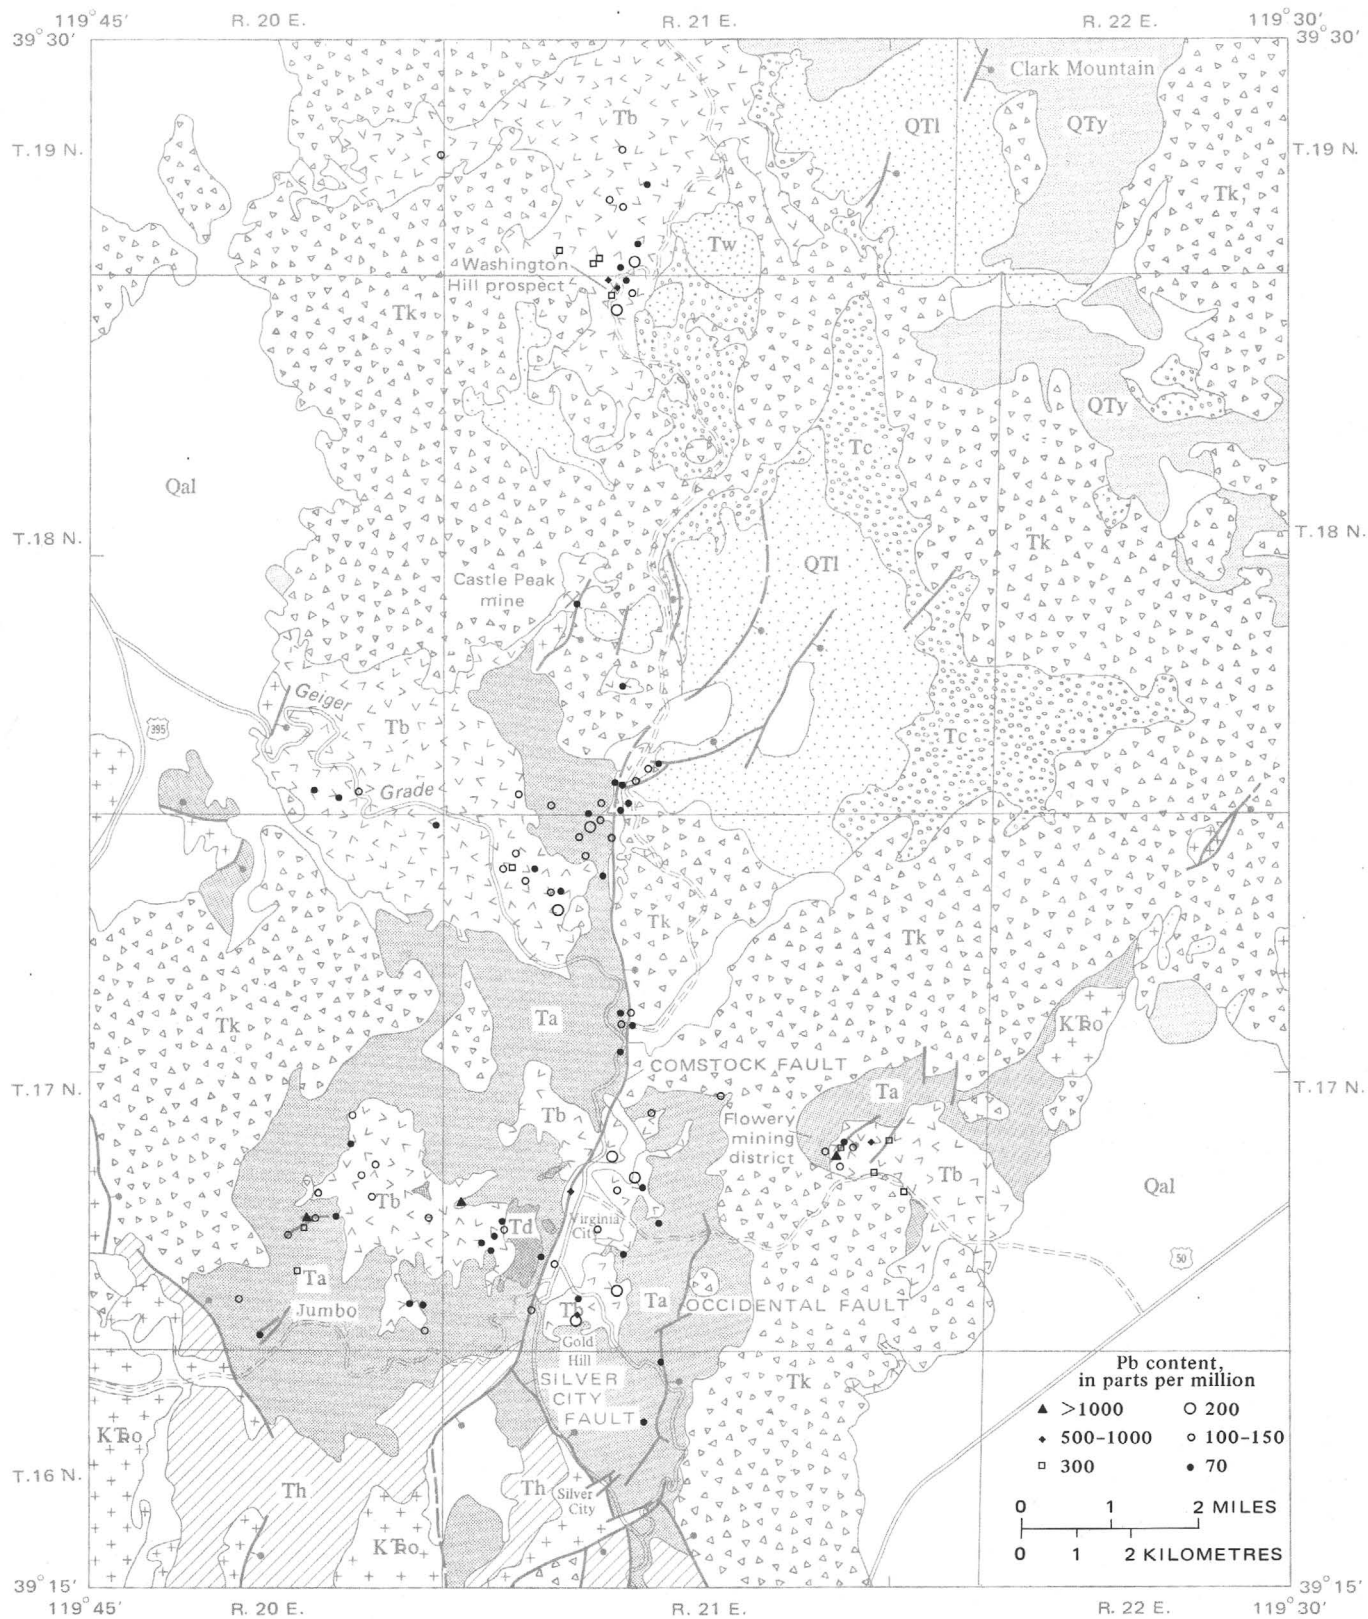 119°45′ R. 20 E. R. 21 E. R. 22 E. 119°30′
39°30′ 39°30′
Clark Mountain
Tb QTl QTy
T.19 N. T.19 N.
Tk
Tw
Washington
Hill prospect
Tk
QTy
Tc
Qal
T.18 N. Tk T.18 N.
QTl
Castle Peak
mine
Geiger
395 Tb Tc
Grade
Tk Tk
Tk Ta KTRo
COMSTOCK FAULT
T.17 N. Ta T.17 N.
Tb Flowery
mining
district
Tb Tb Qal
Td Virginia
City
50
Ta Ta
Jumbo Tb OCCIDENTAL FAULT
Gold
Hill
SILVER
CITY
FAULT
Tk
Pb content,
in parts per million
>1000 200
500-1000 100-150
300 70
KTRo
T.16 N.
Th Th Silver
City
KTRo
0 1 2 MILES
0 1 2 KILOMETRES
39°15′ 39°15′
119°45′ R. 20 E. R. 21 E. R. 22 E. 119°30′